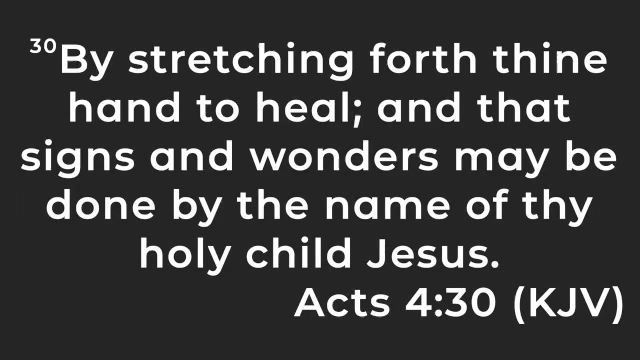 30By stretching forth thine
hand to heal; and that
signs and wonders may be
done by the name of thy
holy child Jesus.
Acts 4:30 (KJV)